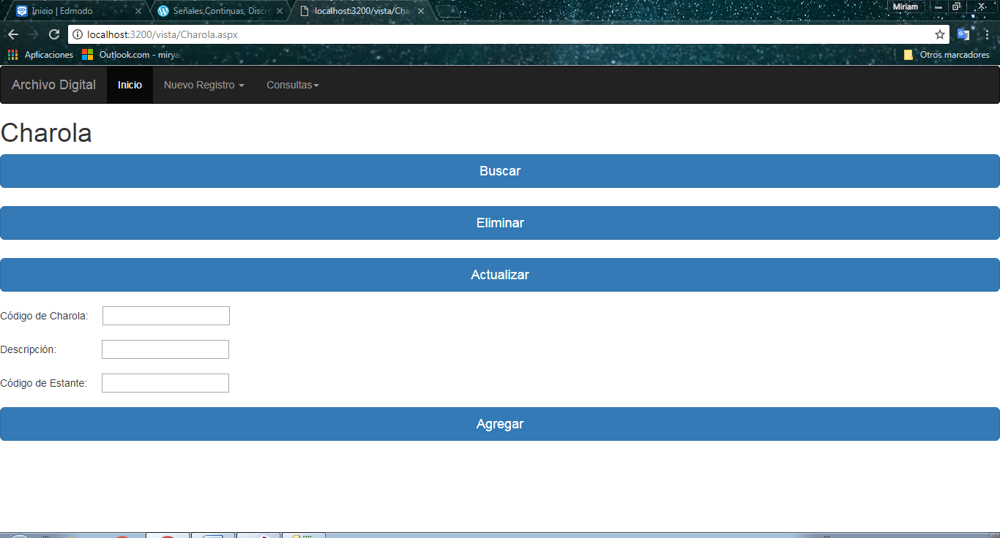 Inicio | Edmodo
Señales Continuas, Discr
localhost:3200/vista/Cha
Miriam
localhost:3200/vista/Charola.aspx
Aplicaciones
Outlook.com - mirya
Otros marcadores
Archivo Digital
Inicio
Nuevo Registro
Consultas
Charola
Buscar
Eliminar
Actualizar
Código de Charola:
Descripción:
Código de Estante:
Agregar